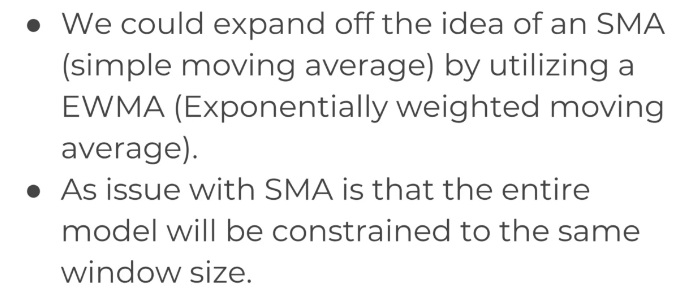 ● We could expand off the idea of an SMA
(simple moving average) by utilizing a
EWMA (Exponentially weighted moving
average).
● As issue with SMA is that the entire
model will be constrained to the same
window size.